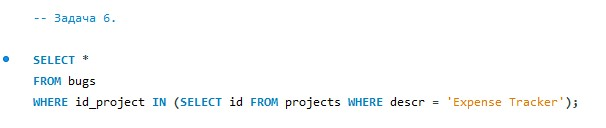 -- Задача 6.
SELECT *
FROM bugs
WHERE id_project IN (SELECT id FROM projects WHERE descr = 'Expense Tracker');